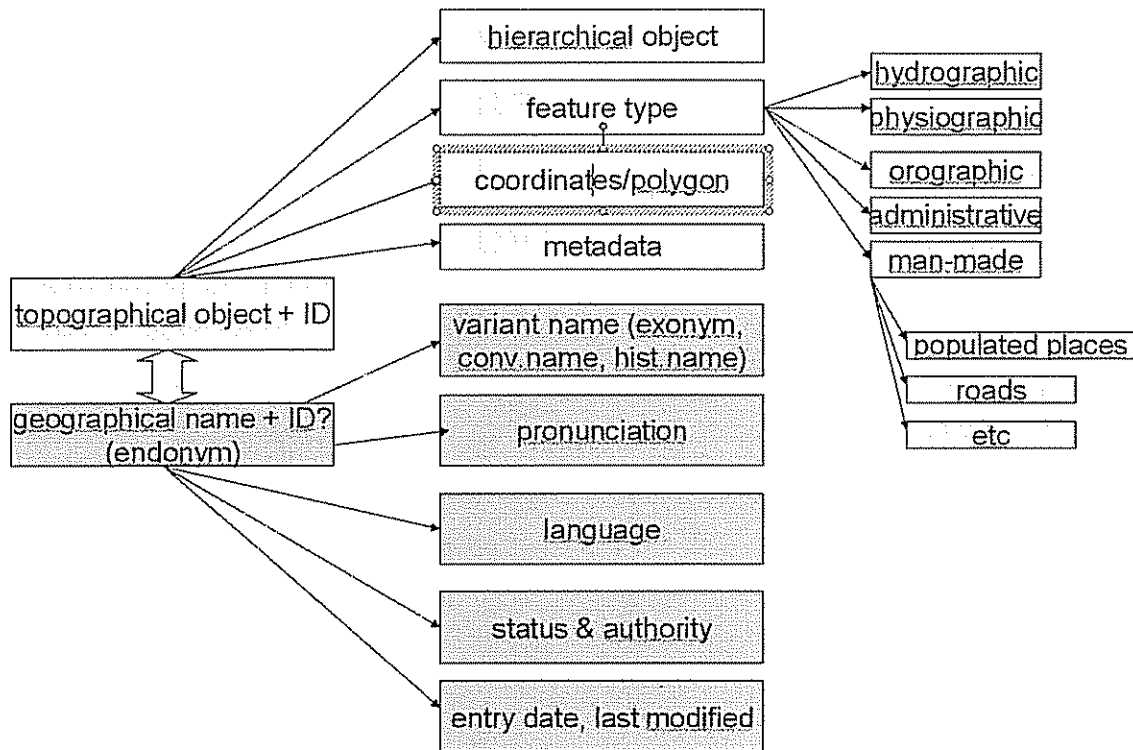 hierarchical object
feature type
coordinates/polygon
metadata
topographical object + ID
geographical name + ID?
(endonym)
variant name (exonym,
conv.name, hist.name)
pronunciation
language
status & authority
entry date, last modified
hydrographic
physiographic
orographic
administrative
man-made
populated places
roads
etc